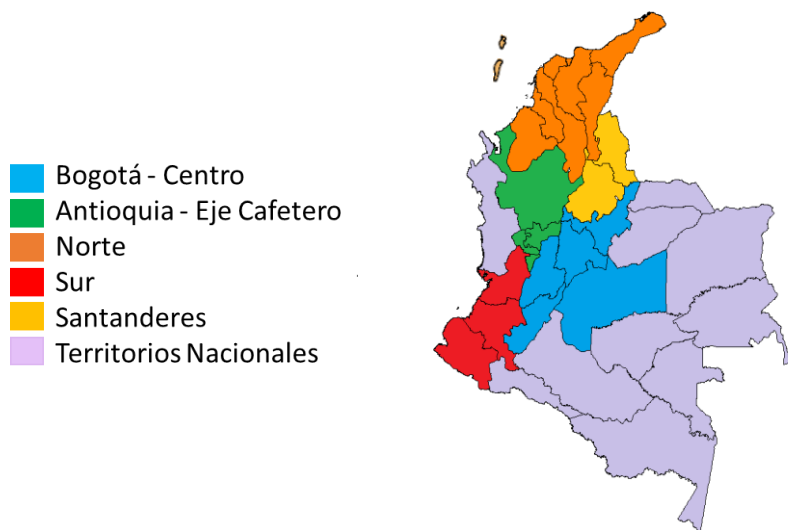 Bogotá - Centro
Antioquia - Eje Cafetero
Norte
Sur
Santanderes
Territorios Nacionales